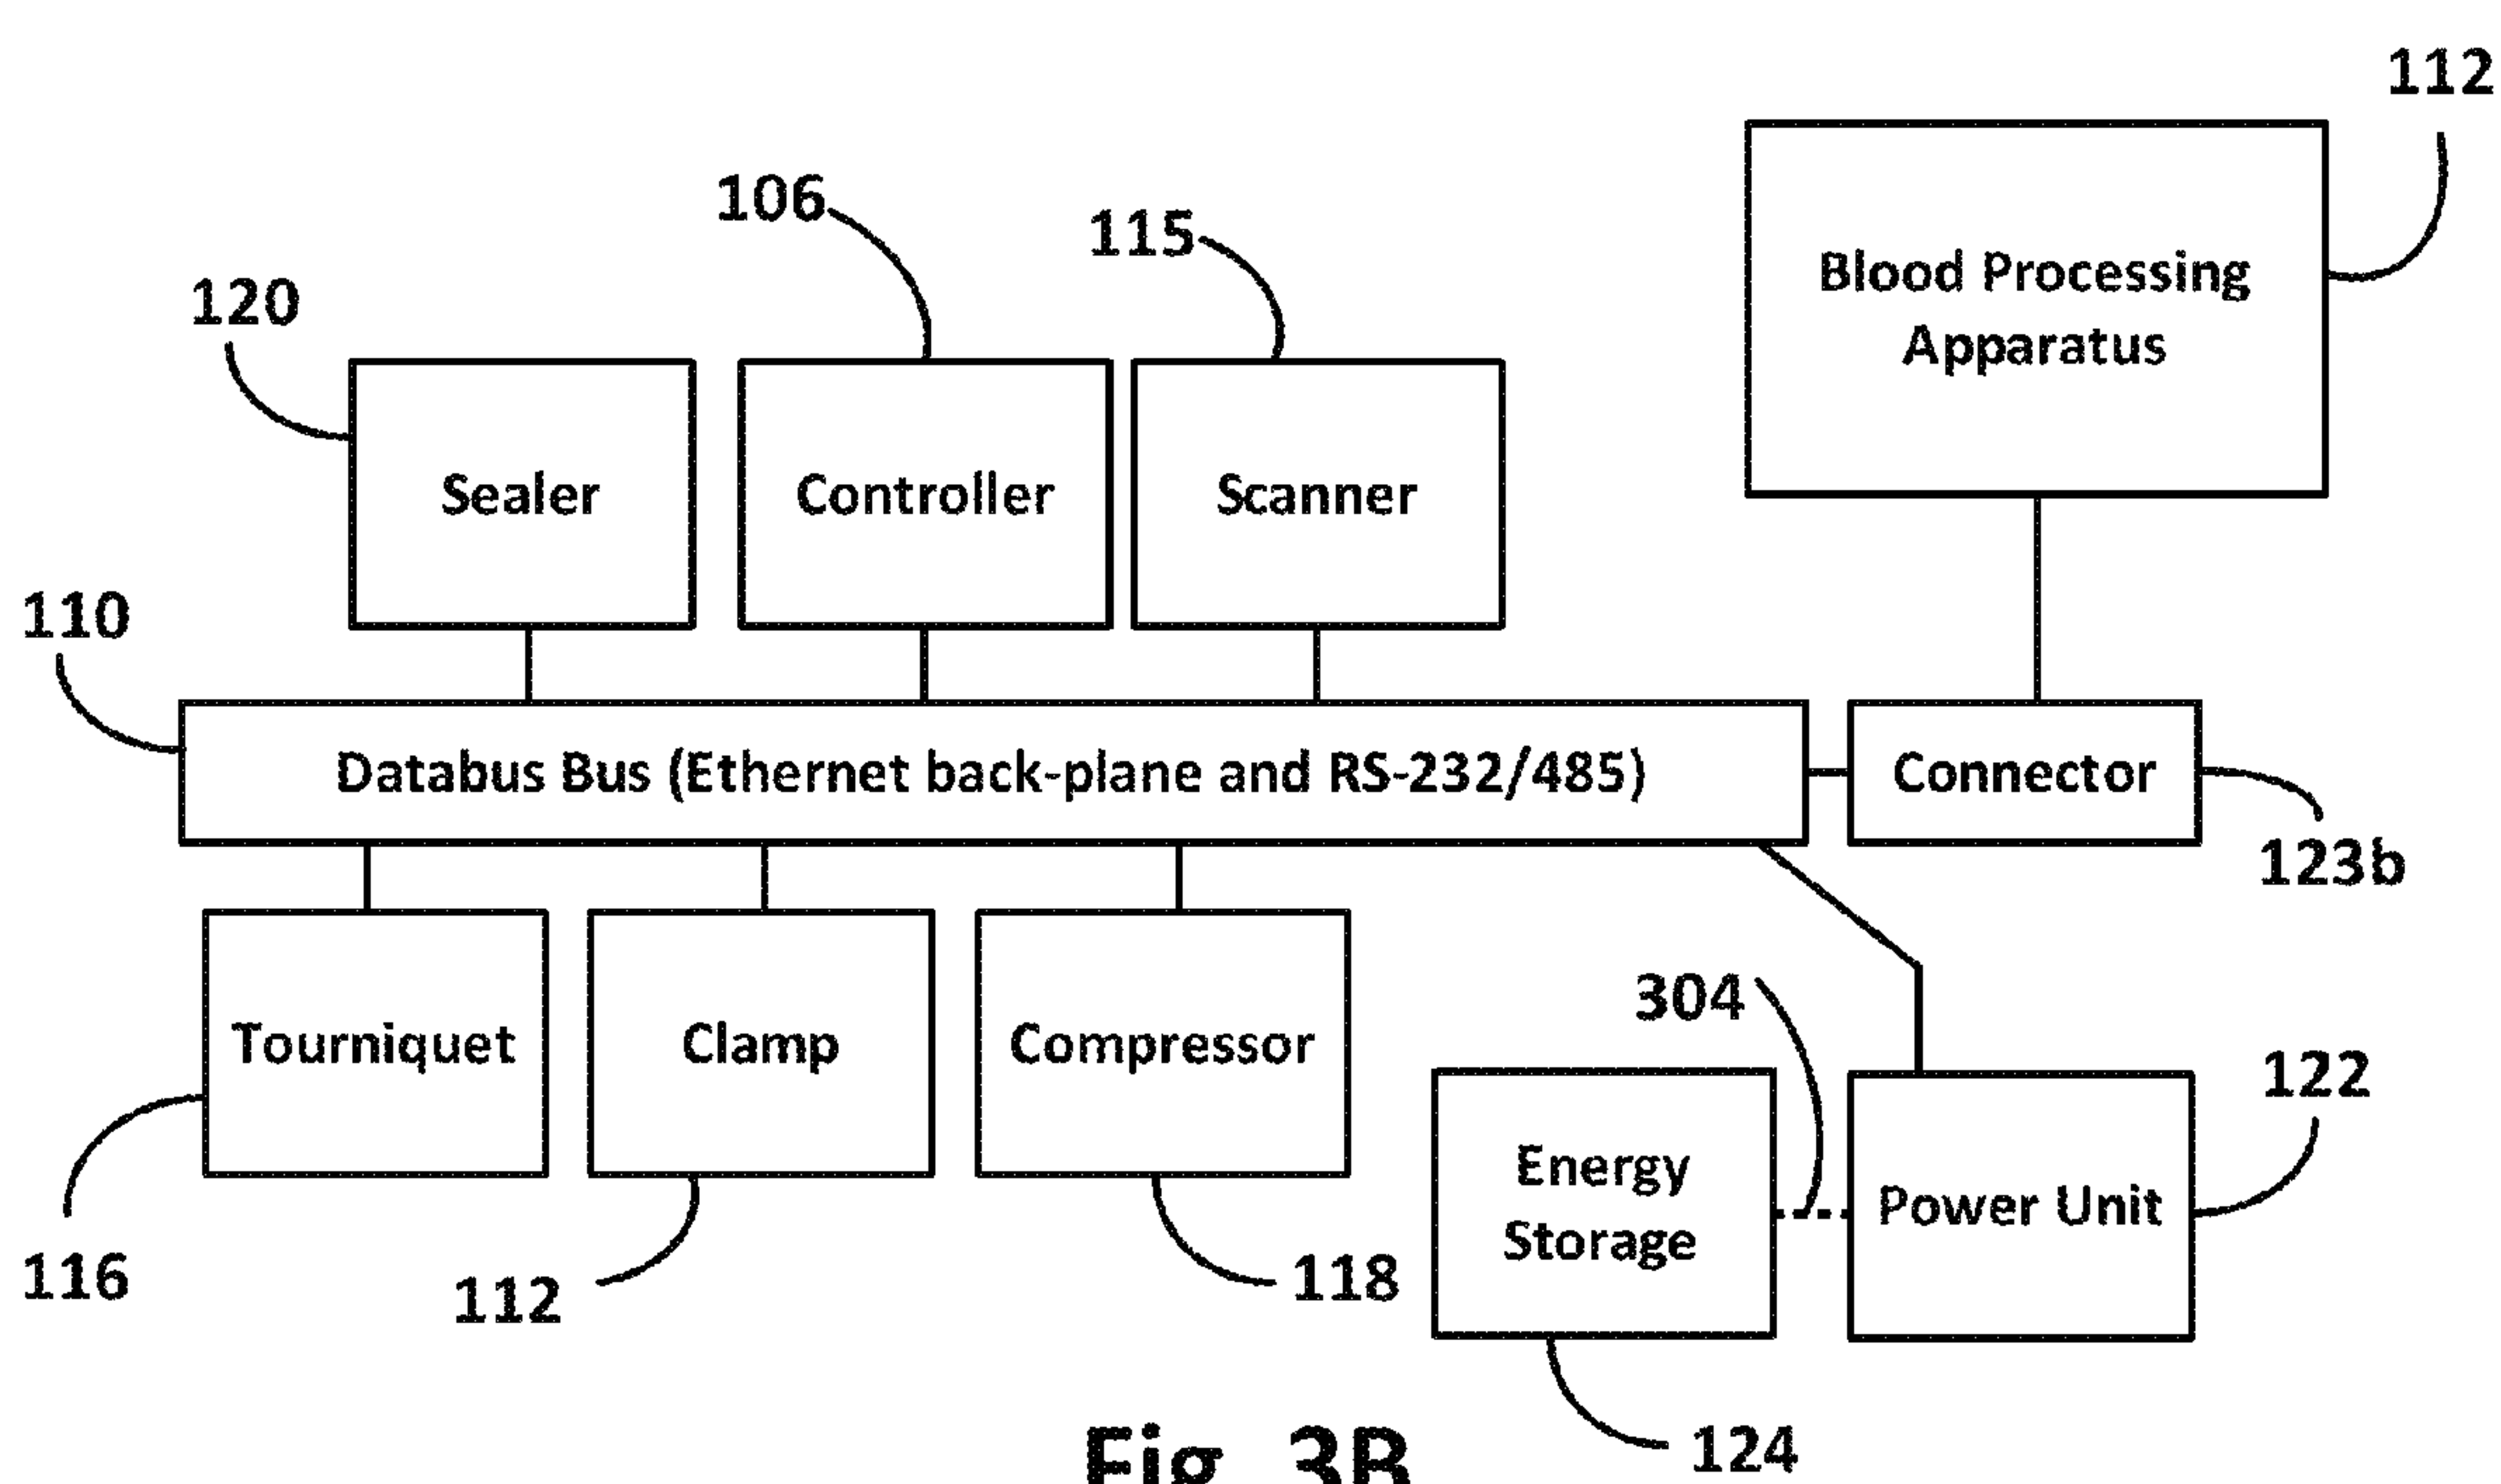 112
106
115
120
Blood Processing
Apparatus
Sealer
Controller
Scanner
110
Databus Bus (Ethernet back-plane and RS-232/485)
Connector
123b
Tourniquet
Clamp
Compressor
304
122
Energy
Storage
Power Unit
116
112
118
124
Fig. 3B